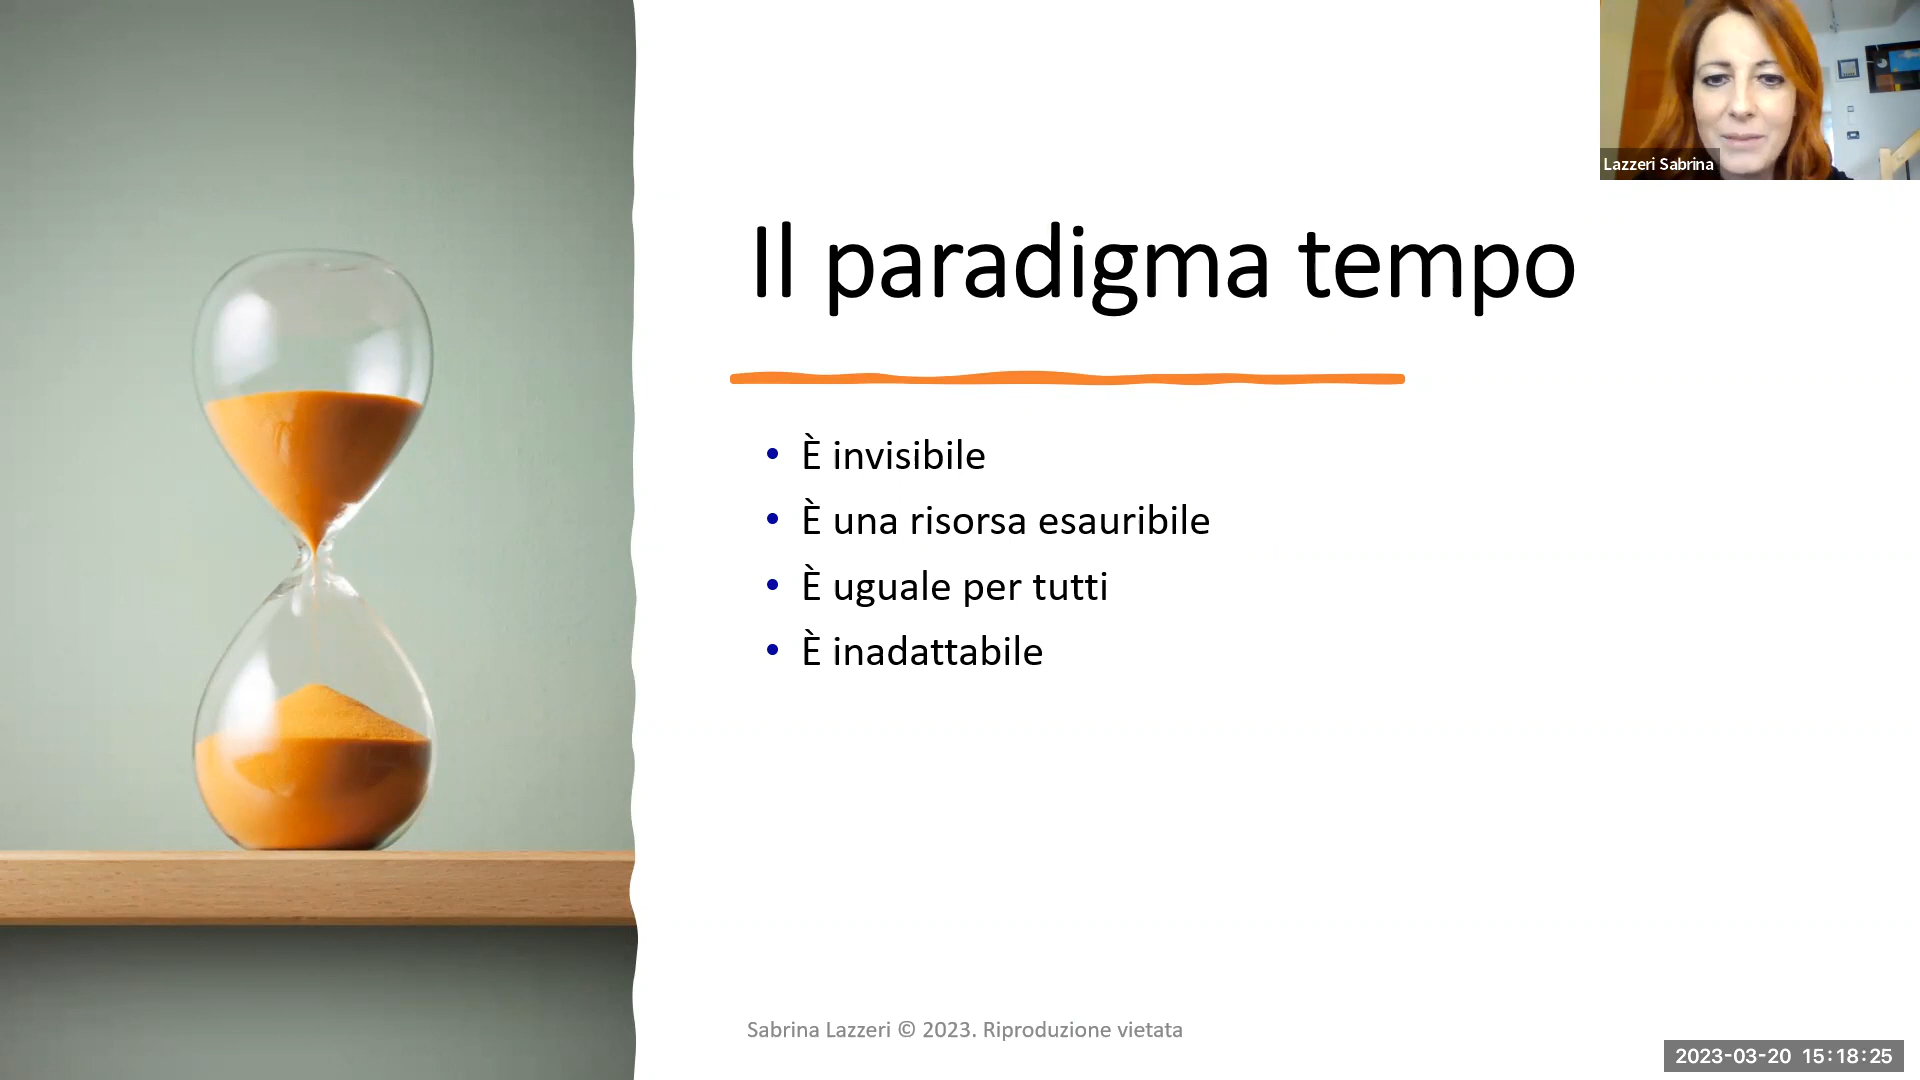 Lazzeri Sabrina
Il paradigma tempo
• È invisibile
• È una risorsa esauribile
• È uguale per tutti
• È inadattabile
Sabrina Lazzeri © 2023. Riproduzione vietata
2023-03-20 15:18:25